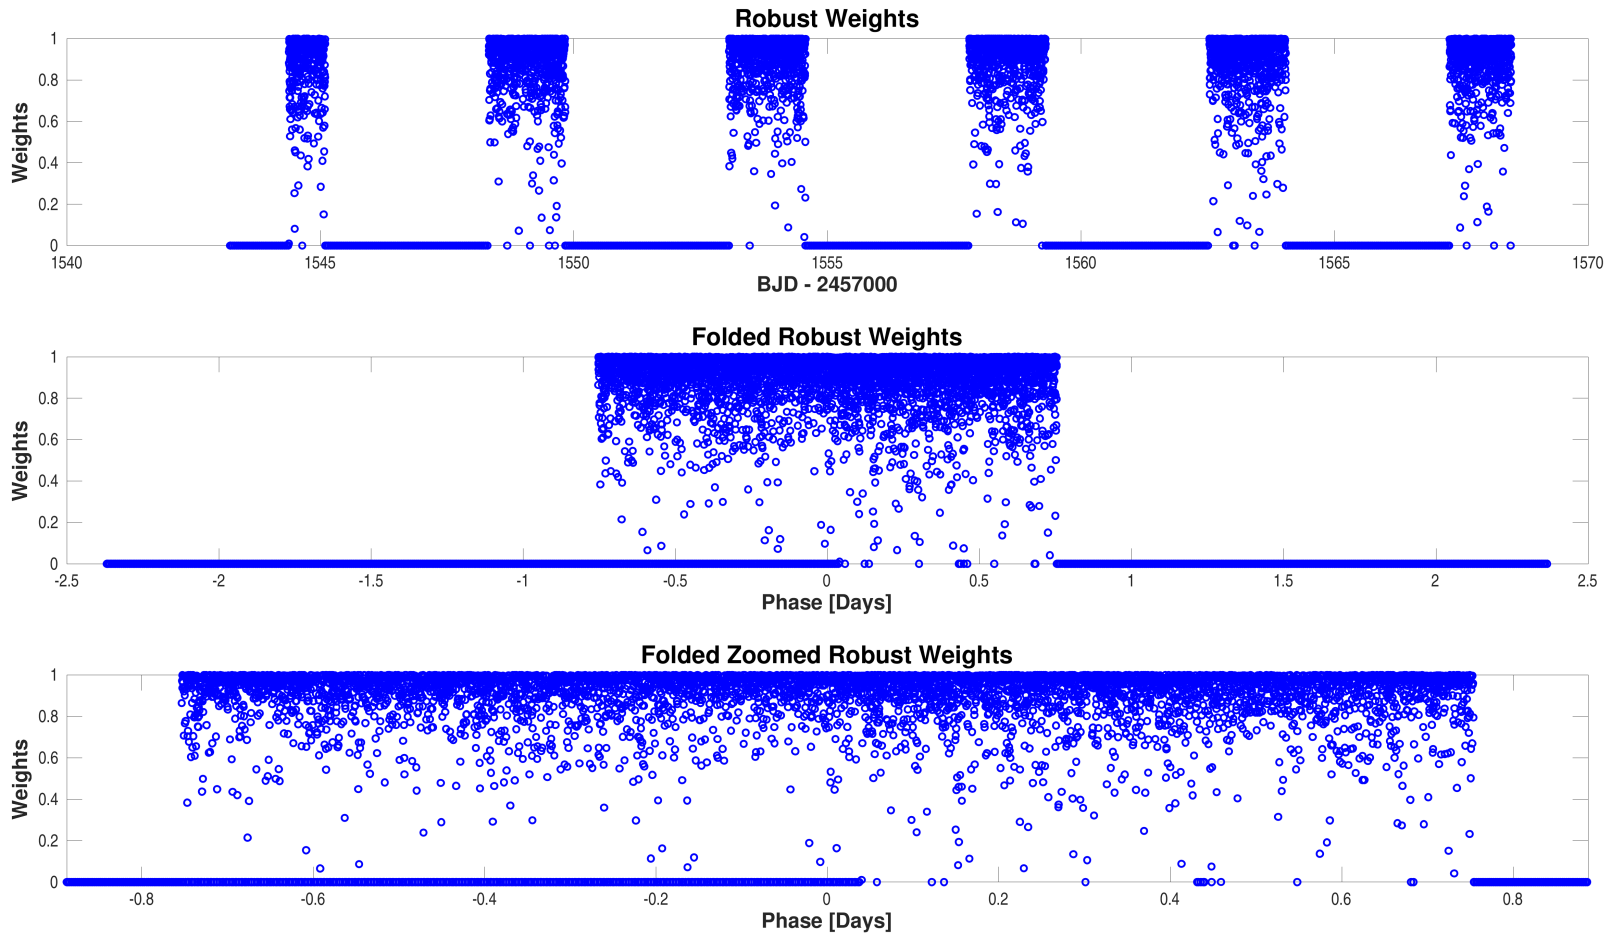 Robust Weights
1
0.8
0.6
0.4
0.2
0
Weights
1540 1545 1550 1555 1560 1565 1570
BJD - 2457000
Folded Robust Weights
1
0.8
0.6
0.4
0.2
0
Weights
-2.5 -2 -1.5 -1 -0.5 0 0.5 1 1.5 2 2.5
Phase [Days]
Folded Zoomed Robust Weights
1
0.8
0.6
0.4
0.2
0
Weights
-0.8 -0.6 -0.4 -0.2 0 0.2 0.4 0.6 0.8
Phase [Days]